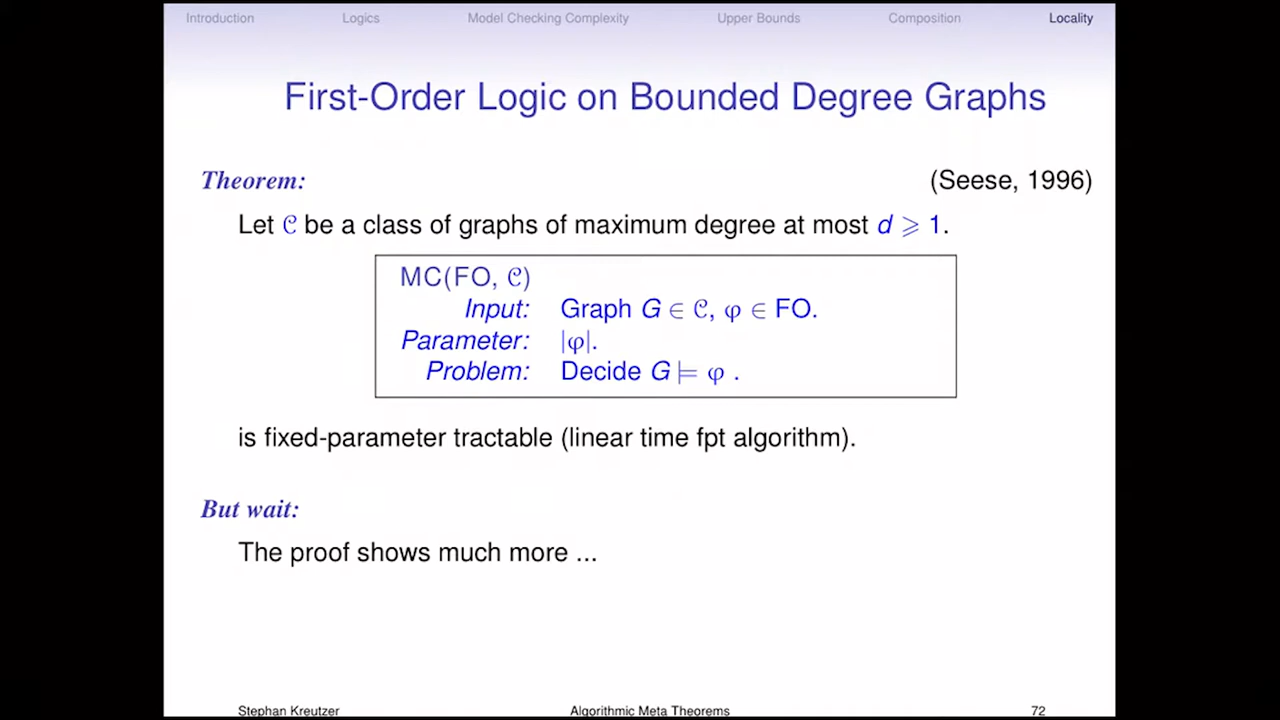 Introduction Logics Model Checking Complexity Upper Bounds Composition Locality
First-Order Logic on Bounded Degree Graphs
Theorem: (Seese, 1996)
Let 𝒞 be a class of graphs of maximum degree at most d ⩾ 1.
MC(FO, 𝒞)
Input: Graph G ∈ 𝒞, φ ∈ FO.
Parameter: |φ|.
Problem: Decide G ⊨ φ .
is fixed-parameter tractable (linear time fpt algorithm).
But wait:
The proof shows much more ...
Stephan Kreutzer Algorithmic Meta Theorems 72